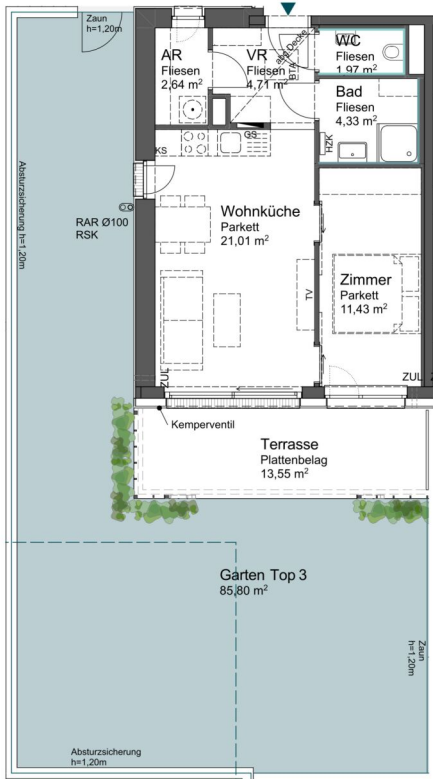 Zaun
h=1,20m
AR
Fliesen
2,64 m²
VR
Fliesen
4,71 m²
abg.Decke
BTA
WC
Fliesen
1,97 m²
Bad
Fliesen
4,33 m²
HZK
GS
KS
Absturzsicherung h=1,20m
RAR Ø100
RSK
Wohnküche
Parkett
21,01 m²
TV
Zimmer
Parkett
11,43 m²
ZUL
ZUL
Kemperventil
Terrasse
Plattenbelag
13,55 m²
Garten Top 3
85,80 m²
Zaun
h=1,20m
Absturzsicherung
h=1,20m